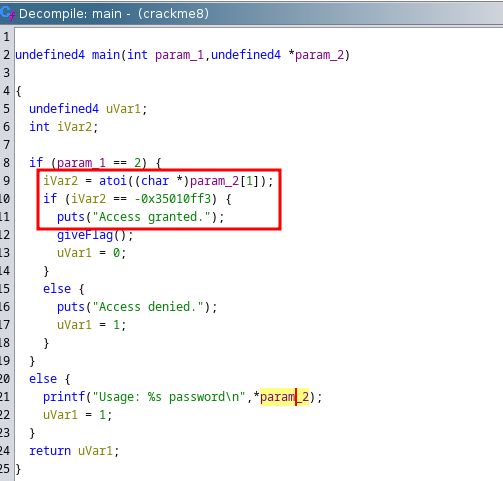 Decompile: main - (crackme8)
1
2 undefined4 main(int param_1,undefined4 *param_2)
3
4 {
5 undefined4 uVar1;
6 int iVar2;
7
8 if (param_1 == 2) {
9 iVar2 = atoi((char *)param_2[1]);
10 if (iVar2 == -0x35010ff3) {
11 puts("Access granted.");
12 giveFlag();
13 uVar1 = 0;
14 }
15 else {
16 puts("Access denied.");
17 uVar1 = 1;
18 }
19 }
20 else {
21 printf("Usage: %s password\n",*param_2);
22 uVar1 = 1;
23 }
24 return uVar1;
25 }